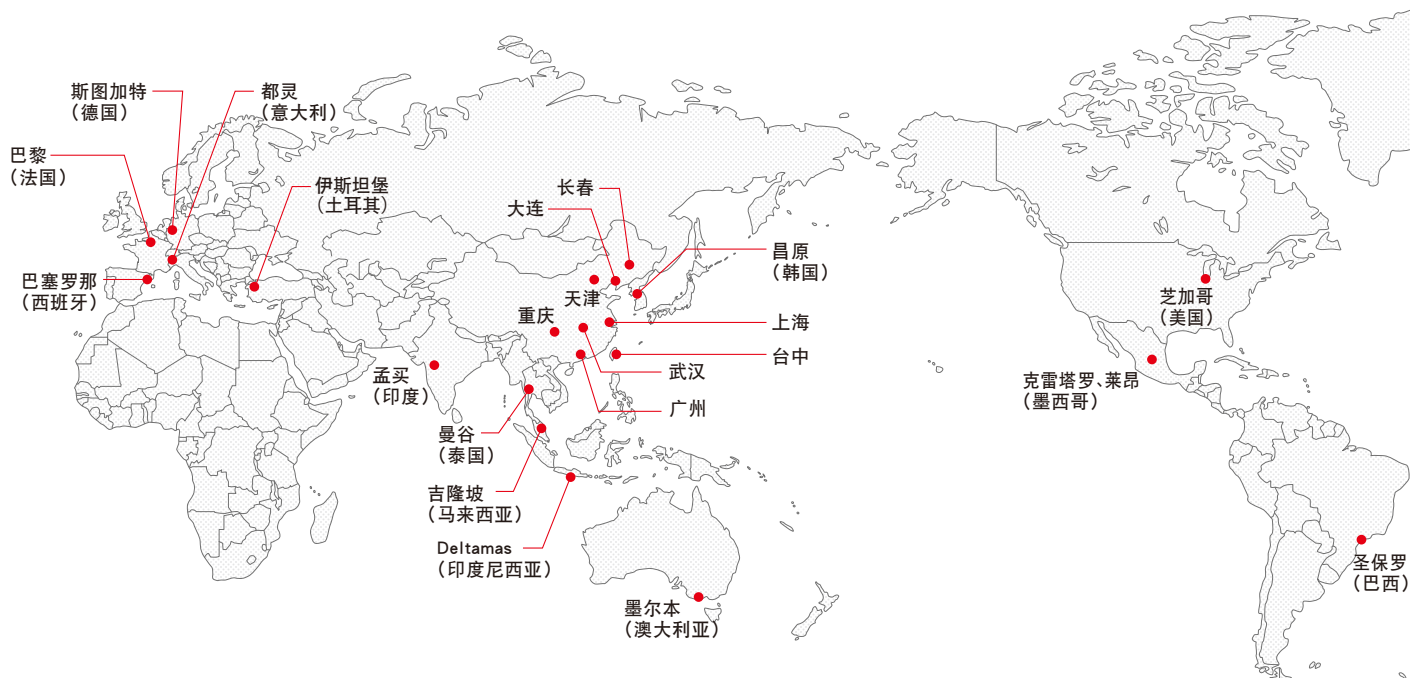 斯图加特
（德国）
都灵
（意大利）
巴黎
（法国）
伊斯坦堡
（土耳其）
巴塞罗那
（西班牙）
长春
大连
昌原
（韩国）
天津
重庆
上海
台中
武汉
广州
孟买
（印度）
曼谷
（泰国）
吉隆坡
（马来西亚）
Deltamas
（印度尼西亚）
墨尔本
（澳大利亚）
芝加哥
（美国）
克雷塔罗、莱昂
（墨西哥）
圣保罗
（巴西）